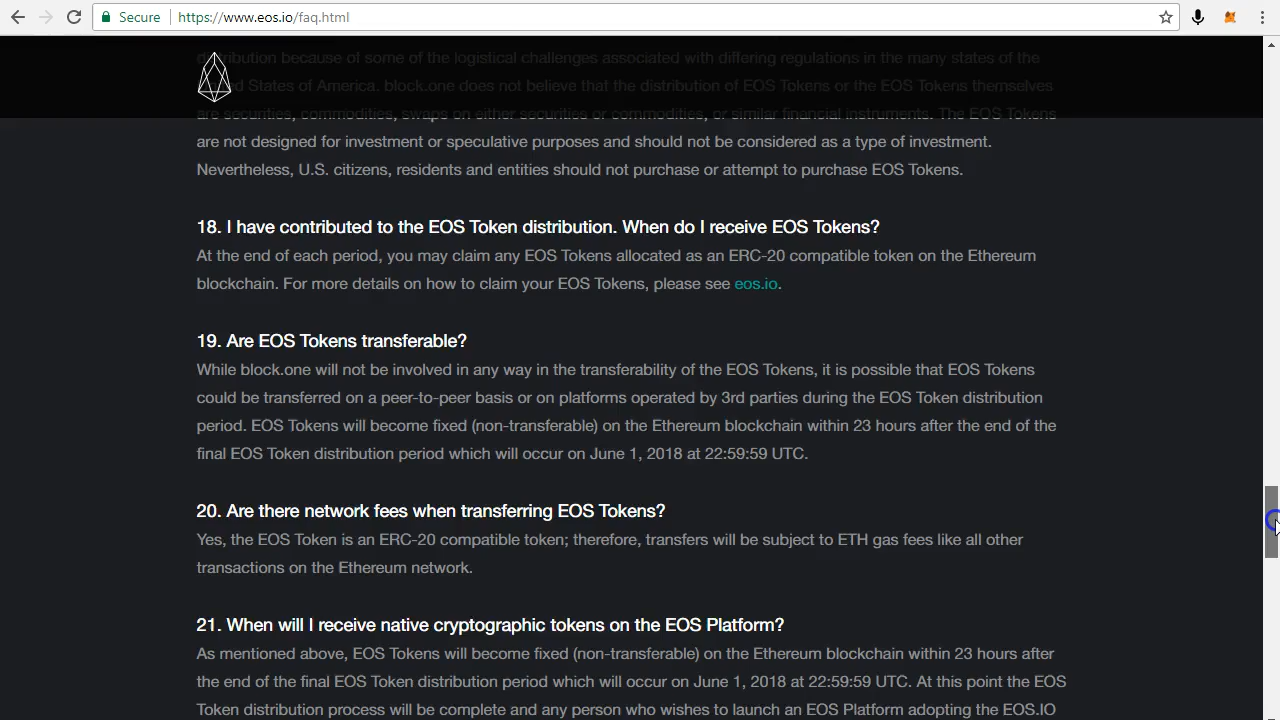 Secure
https://www.eos.io/faq.html
distribution because of some of the logistical challenges associated with differing regulations in the many states of the
United States of America. block.one does not believe that the distribution of EOS Tokens or the EOS Tokens themselves
are securities, commodities, swaps on either securities or commodities, or similar financial instruments. The EOS Tokens
are not designed for investment or speculative purposes and should not be considered as a type of investment.
Nevertheless, U.S. citizens, residents and entities should not purchase or attempt to purchase EOS Tokens.
18. I have contributed to the EOS Token distribution. When do I receive EOS Tokens?
At the end of each period, you may claim any EOS Tokens allocated as an ERC-20 compatible token on the Ethereum
blockchain. For more details on how to claim your EOS Tokens, please see eos.io.
19. Are EOS Tokens transferable?
While block.one will not be involved in any way in the transferability of the EOS Tokens, it is possible that EOS Tokens
could be transferred on a peer-to-peer basis or on platforms operated by 3rd parties during the EOS Token distribution
period. EOS Tokens will become fixed (non-transferable) on the Ethereum blockchain within 23 hours after the end of the
final EOS Token distribution period which will occur on June 1, 2018 at 22:59:59 UTC.
20. Are there network fees when transferring EOS Tokens?
Yes, the EOS Token is an ERC-20 compatible token; therefore, transfers will be subject to ETH gas fees like all other
transactions on the Ethereum network.
21. When will I receive native cryptographic tokens on the EOS Platform?
As mentioned above, EOS Tokens will become fixed (non-transferable) on the Ethereum blockchain within 23 hours after
the end of the final EOS Token distribution period which will occur on June 1, 2018 at 22:59:59 UTC. At this point the EOS
Token distribution process will be complete and any person who wishes to launch an EOS Platform adopting the EOS.IO